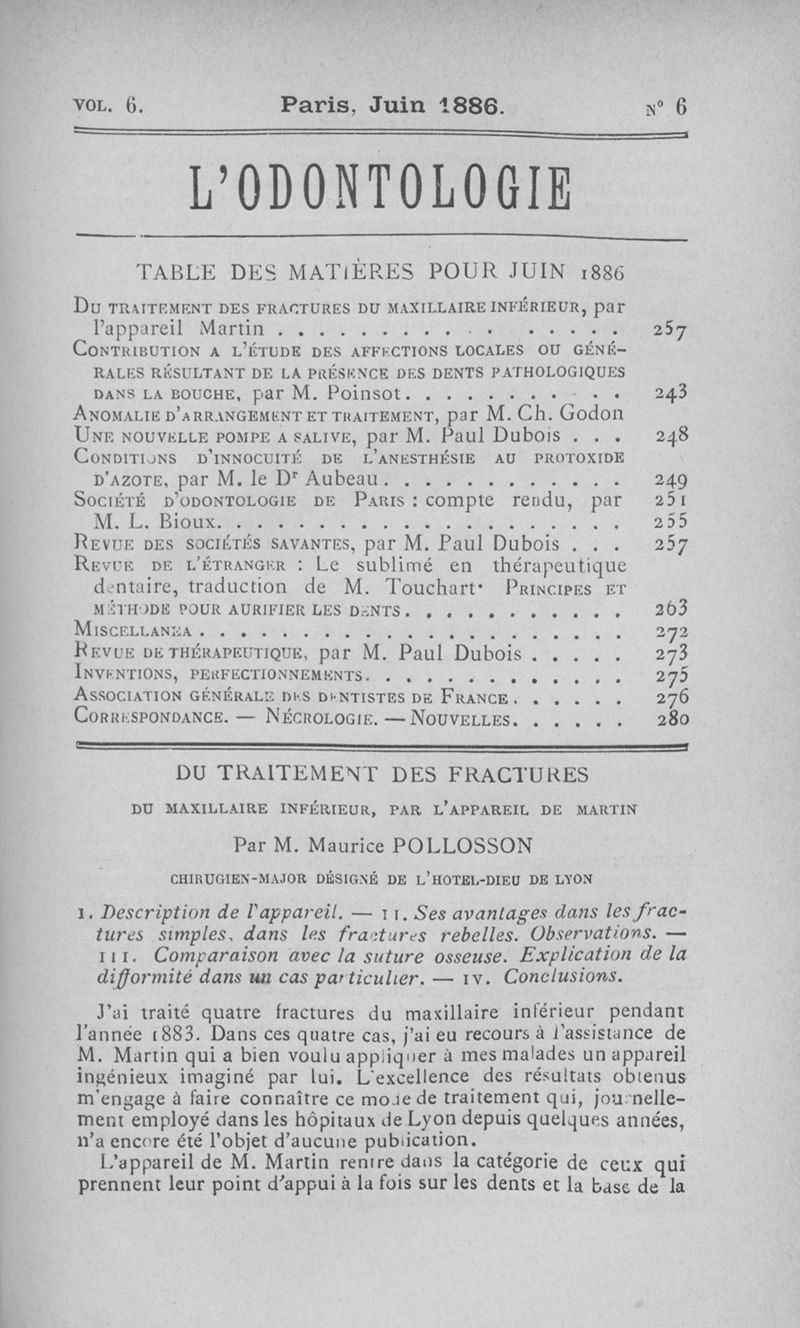 VOL. 6. Paris, Juin 1886. N° 6
L'ODONTOLOGIE
TABLE DES MATIÈRES POUR JUIN 1886
DU TRAITEMENT DES FRACTURES DU MAXILLAIRE INFÉRIEUR, par
l'appareil Martin . . . . . . . . . . . . . . . . 257
CONTRIBUTION A L'ÉTUDE DES AFFECTIONS LOCALES OU GÉNÉ-
RALES RÉSULTANT DE LA PRÉSENCE DES DENTS PATHOLOGIQUES
DANS LA BOUCHE, par M. Poinsot. . . . . . . . . . . 243
ANOMALIE D'ARRANGEMENT ET TRAITEMENT, par M. Ch. Godon
UNE NOUVELLE POMPE A SALIVE, par M. Paul Dubois . . . 248
CONDITIONS D'INNOCUITÉ DE L'ANESTHÉSIE AU PROTOXIDE
D'AZOTE, par M. le Dr Aubeau. . . . . . . . . . . . 249
SOCIÉTÉ D'ODONTOLOGIE DE PARIS : compte rendu, par 251
M. L. Bioux. . . . . . . . . . . . . . . . . . . . 255
REVUE DES SOCIÉTÉS SAVANTES, par M. Paul Dubois . . . 257
REVUE DE L'ÉTRANGER : Le sublimé en thérapeutique
dentaire, traduction de M. Touchart. PRINCIPES ET
MÉTHODE POUR AURIFIER LES DENTS. . . . . . . . . . . 263
MISCELLANEA . . . . . . . . . . . . . . . . . . . . 272
REVUE DE THÉRAPEUTIQUE, par M. Paul Dubois . . . . . 273
INVENTIONS, PERFECTIONNEMENTS. . . . . . . . . . . . . 275
ASSOCIATION GÉNÉRALE DES DENTISTES DE FRANCE . . . . . . 276
CORRESPONDANCE. — NÉCROLOGIE. — NOUVELLES. . . . . . 280
DU TRAITEMENT DES FRACTURES
DU MAXILLAIRE INFÉRIEUR, PAR L'APPAREIL DE MARTIN
Par M. Maurice POLLOSSON
CHIRUGIEN-MAJOR DÉSIGNÉ DE L'HOTEL-DIEU DE LYON
I. Description de l'appareil. — II. Ses avantages dans les frac-
tures simples, dans les fractures rebelles. Observations. —
III. Comparaison avec la suture osseuse. Explication de la
difformité dans un cas particulier. — IV. Conclusions.
J'ai traité quatre fractures du maxillaire inférieur pendant
l'année 1883. Dans ces quatre cas, j'ai eu recours à l'assistance de
M. Martin qui a bien voulu appliquer à mes malades un appareil
ingénieux imaginé par lui. L'excellence des résultats obtenus
m'engage à faire connaître ce mode de traitement qui, journelle-
ment employé dans les hôpitaux de Lyon depuis quelques années,
n'a encore été l'objet d'aucune publication.
L'appareil de M. Martin rentre dans la catégorie de ceux qui
prennent leur point d'appui à la fois sur les dents et la base de la